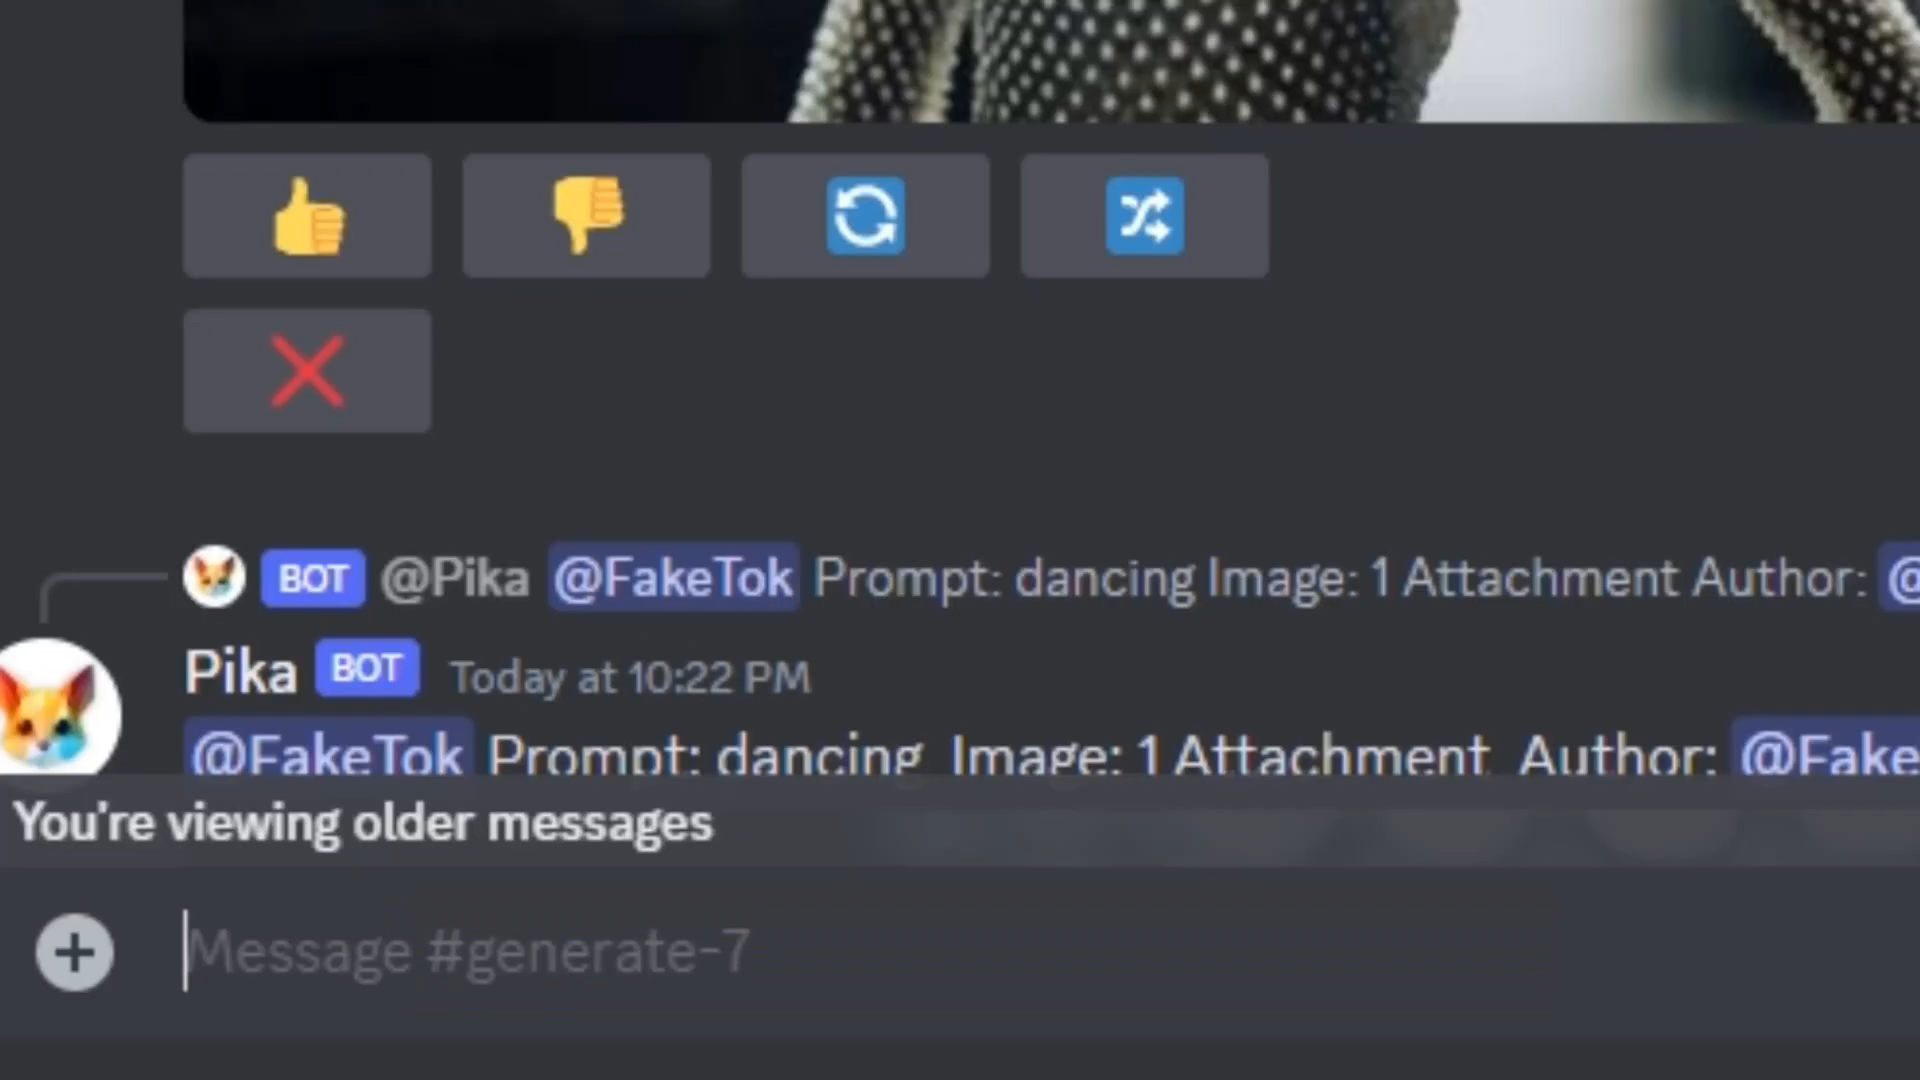 BOT @Pika @FakeTok Prompt: dancing Image: 1 Attachment Author: @
Pika BOT Today at 10:22 PM
@FakeTok Prompt: dancing Image: 1 Attachment Author: @Fake
You're viewing older messages
Message #generate-7